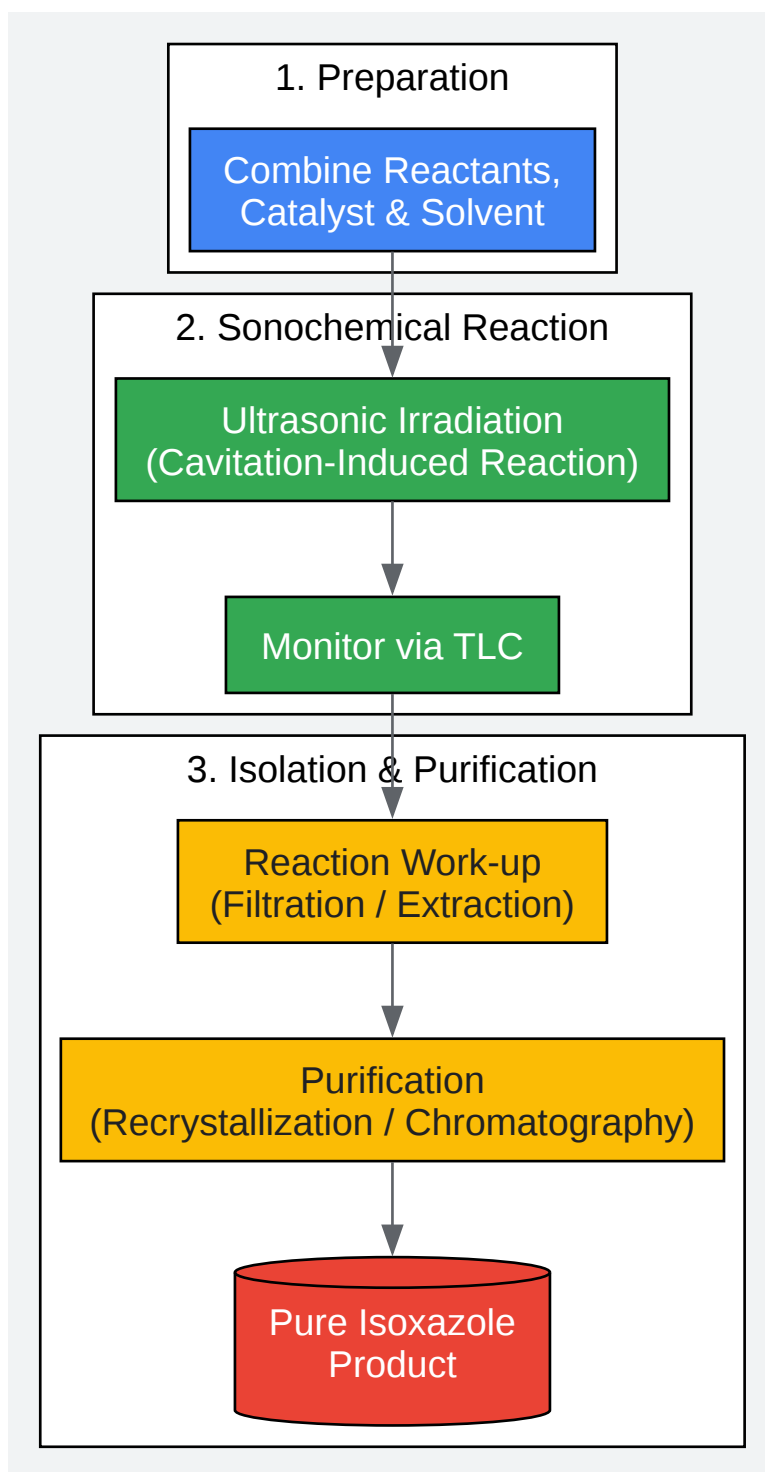 1. Preparation
Combine Reactants,
Catalyst & Solvent
2. Sonochemical Reaction
Ultrasonic Irradiation
(Cavitation-Induced Reaction)
Monitor via TLC
3. Isolation & Purification
Reaction Work-up
(Filtration / Extraction)
Purification
(Recrystallization / Chromatography)
Pure Isoxazole
Product